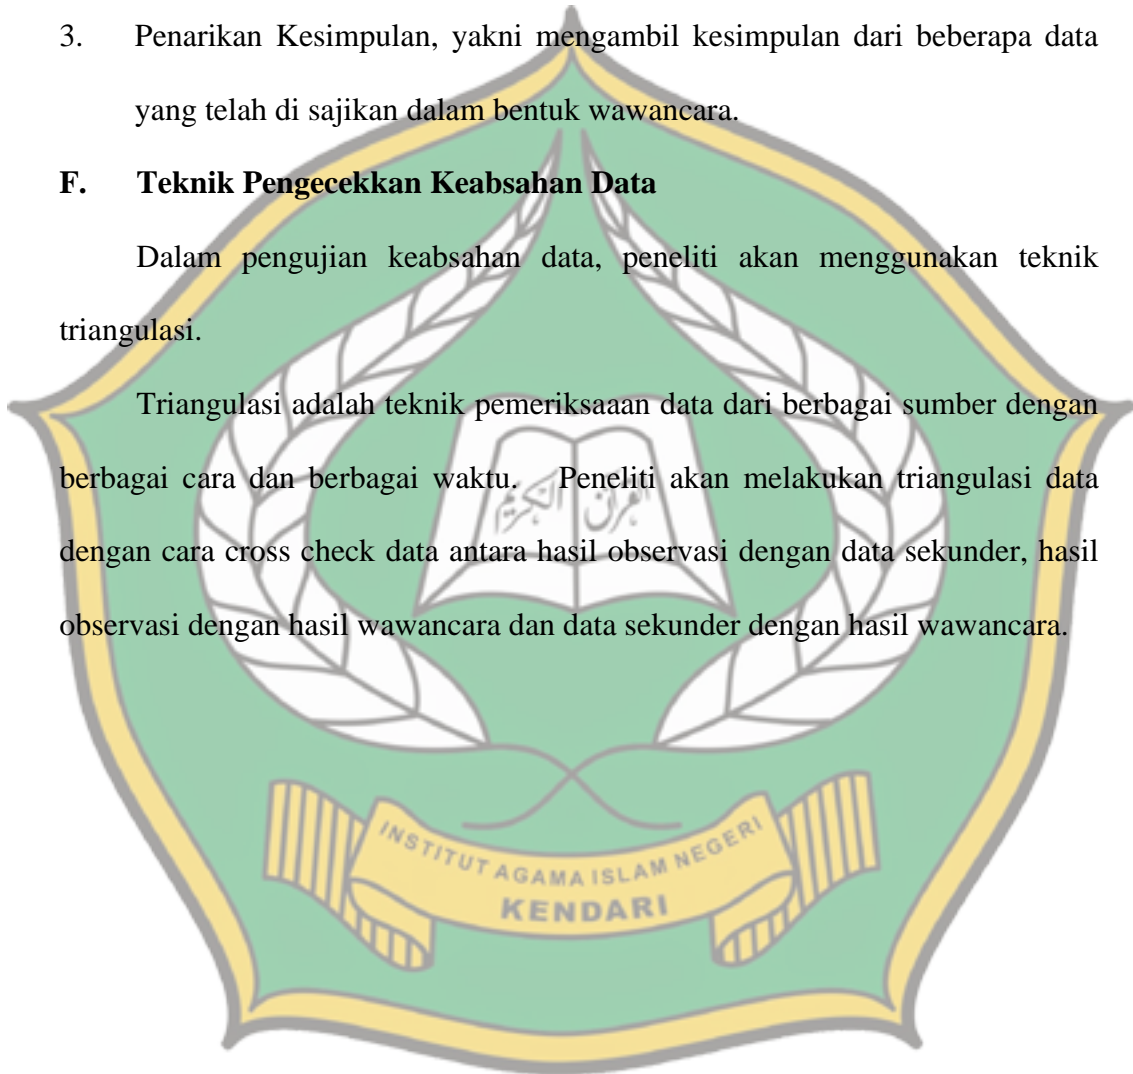 3. Penarikan Kesimpulan, yakni mengambil kesimpulan dari beberapa data
yang telah di sajikan dalam bentuk wawancara.
F. Teknik Pengecekkan Keabsahan Data
Dalam pengujian keabsahan data, peneliti akan menggunakan teknik
triangulasi.
Triangulasi adalah teknik pemeriksaaan data dari berbagai sumber dengan
berbagai cara dan berbagai waktu. Peneliti akan melakukan triangulasi data
القرآن الكريم
dengan cara cross check data antara hasil observasi dengan data sekunder, hasil
observasi dengan hasil wawancara dan data sekunder dengan hasil wawancara.
INSTITUT AGAMA ISLAM NEGERI
KENDARI